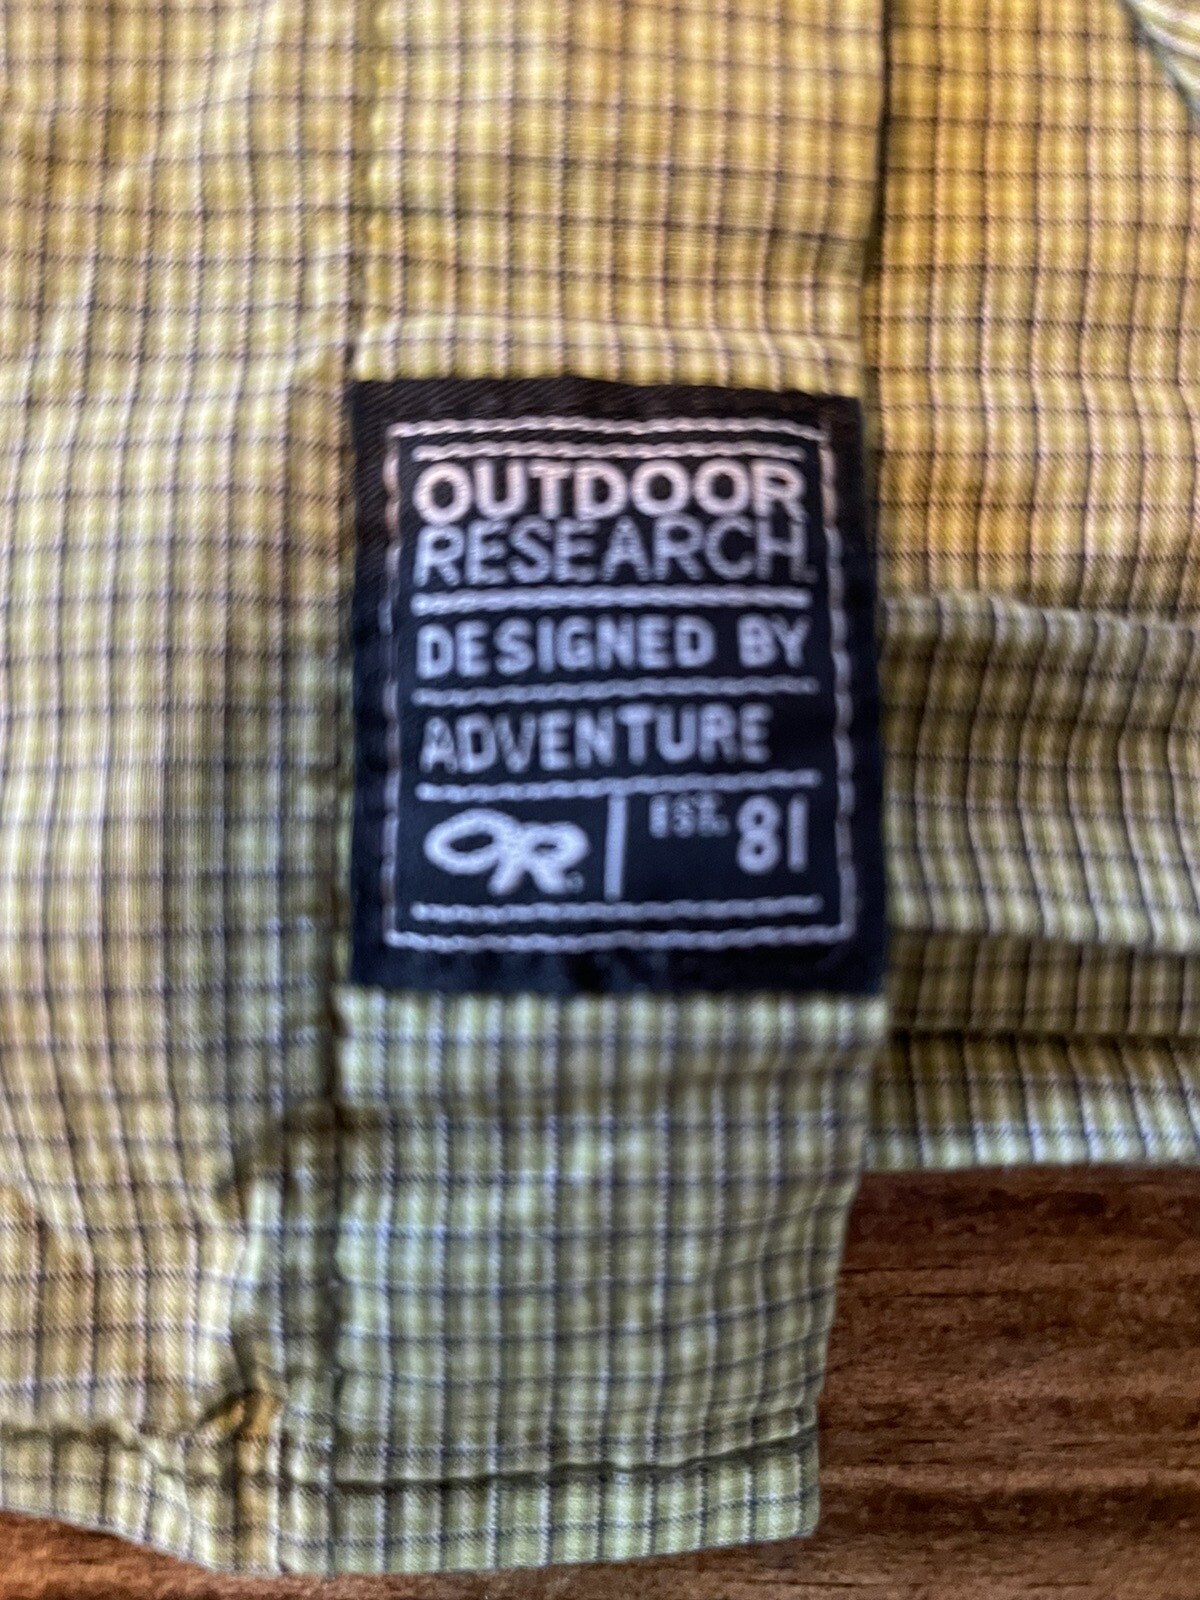 OUTDOOR
RESEARCH.
DESIGNED BY
ADVENTURE
OR | EST. 81